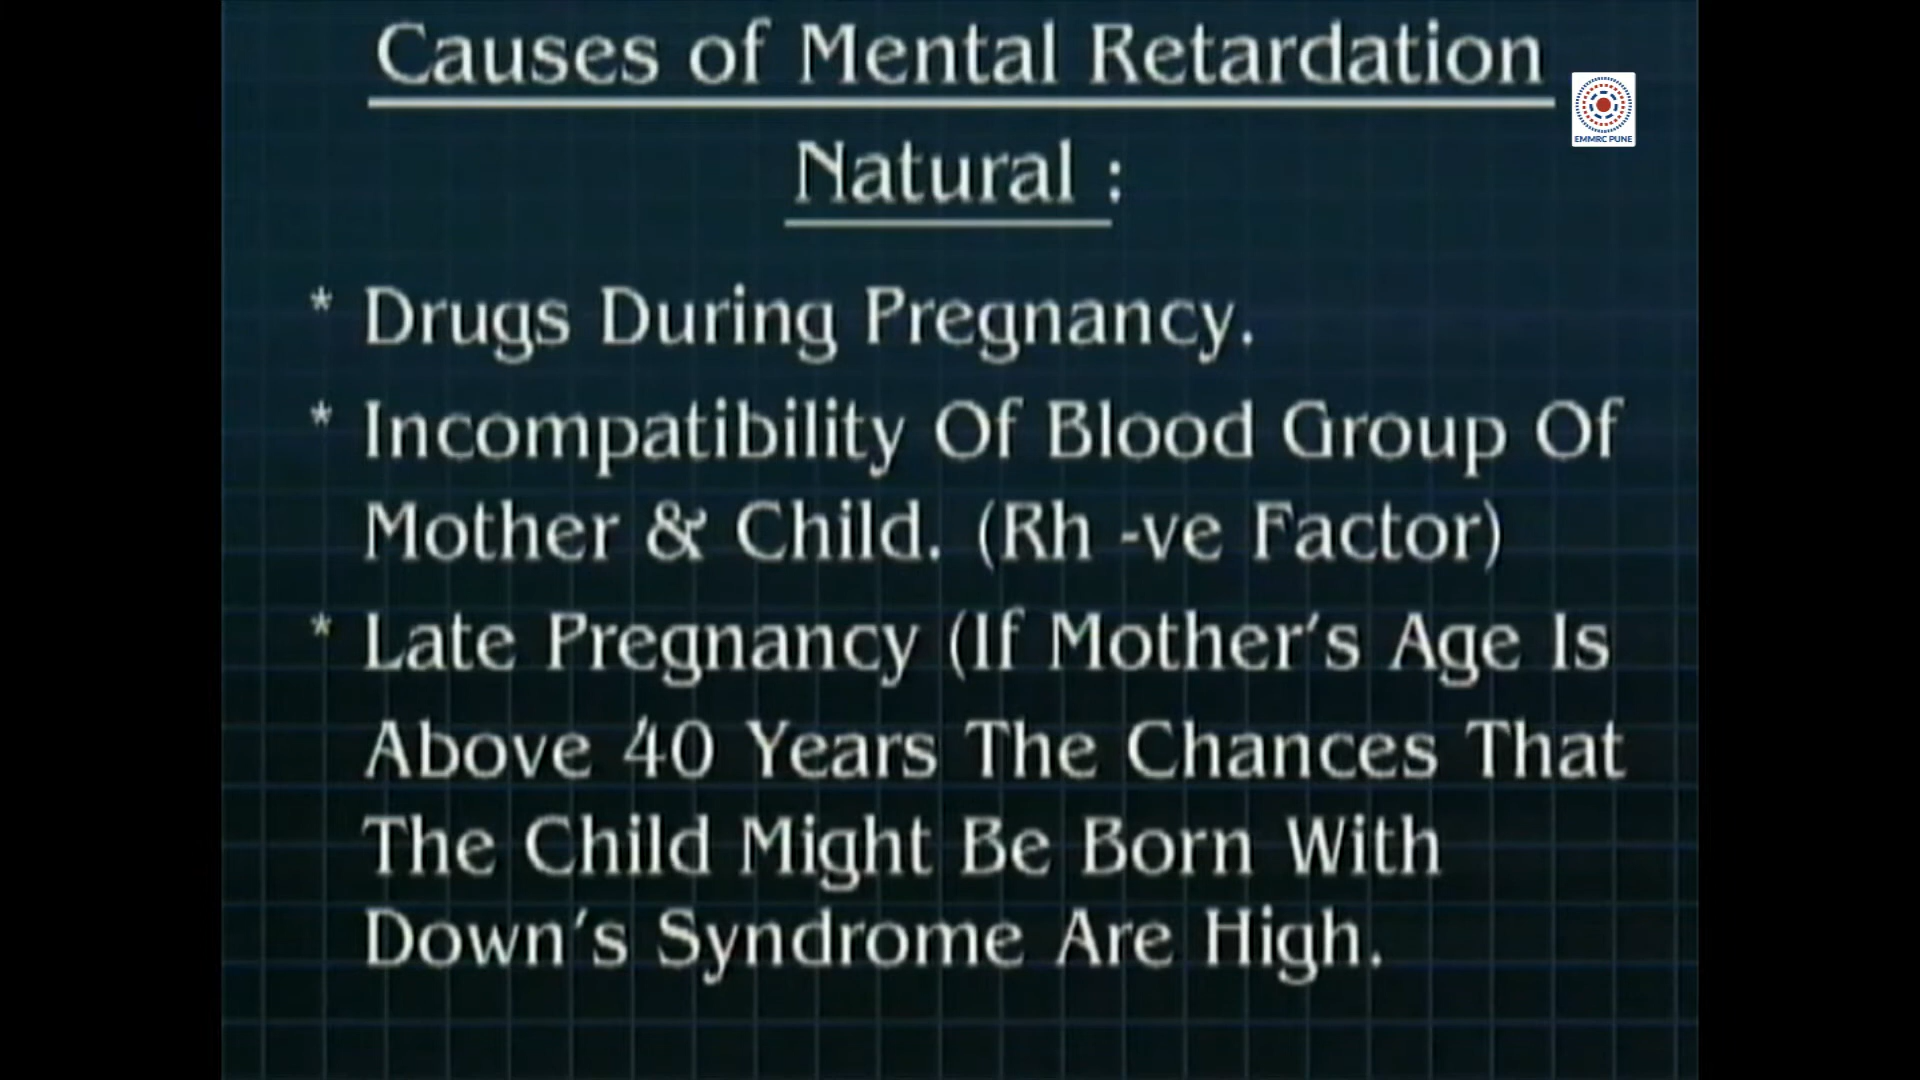 Causes of Mental Retardation
EMMRC PUNE
Natural :
* Drugs During Pregnancy.
* Incompatibility Of Blood Group Of
Mother & Child. (Rh -ve Factor)
* Late Pregnancy (If Mother's Age Is
Above 40 Years The Chances That
The Child Might Be Born With
Down's Syndrome Are High.